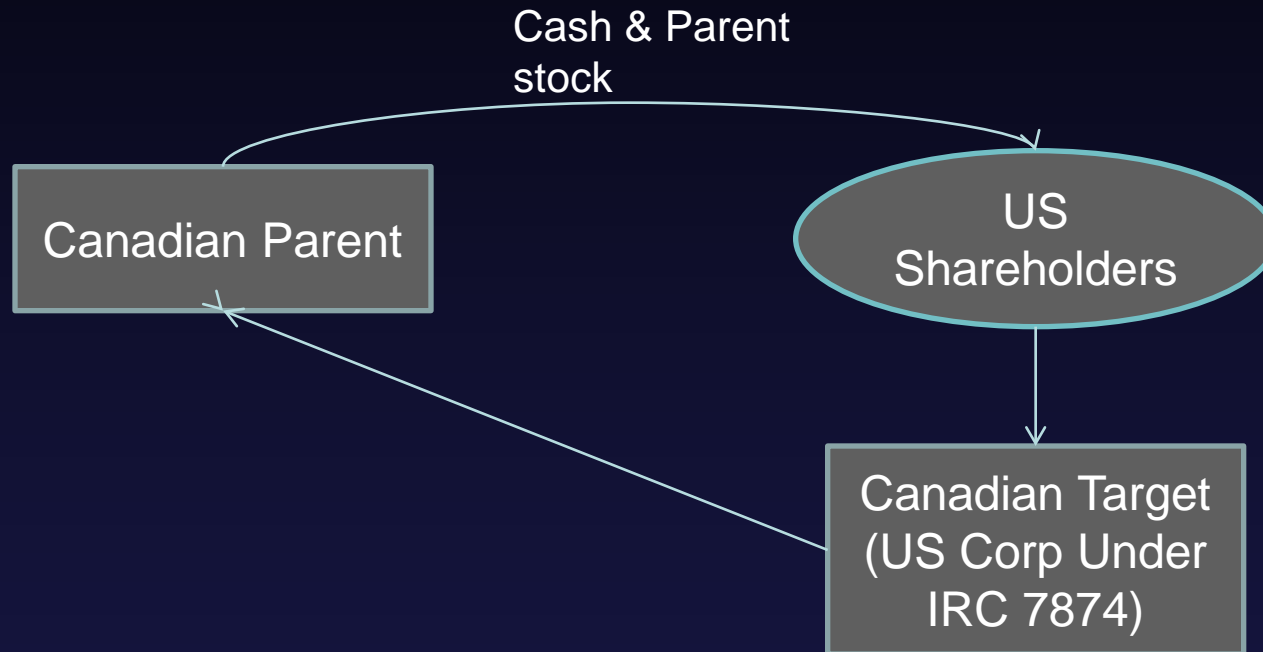 Cash & Parent
stock
Canadian Parent
US
Shareholders
Canadian Target
(US Corp Under
IRC 7874)